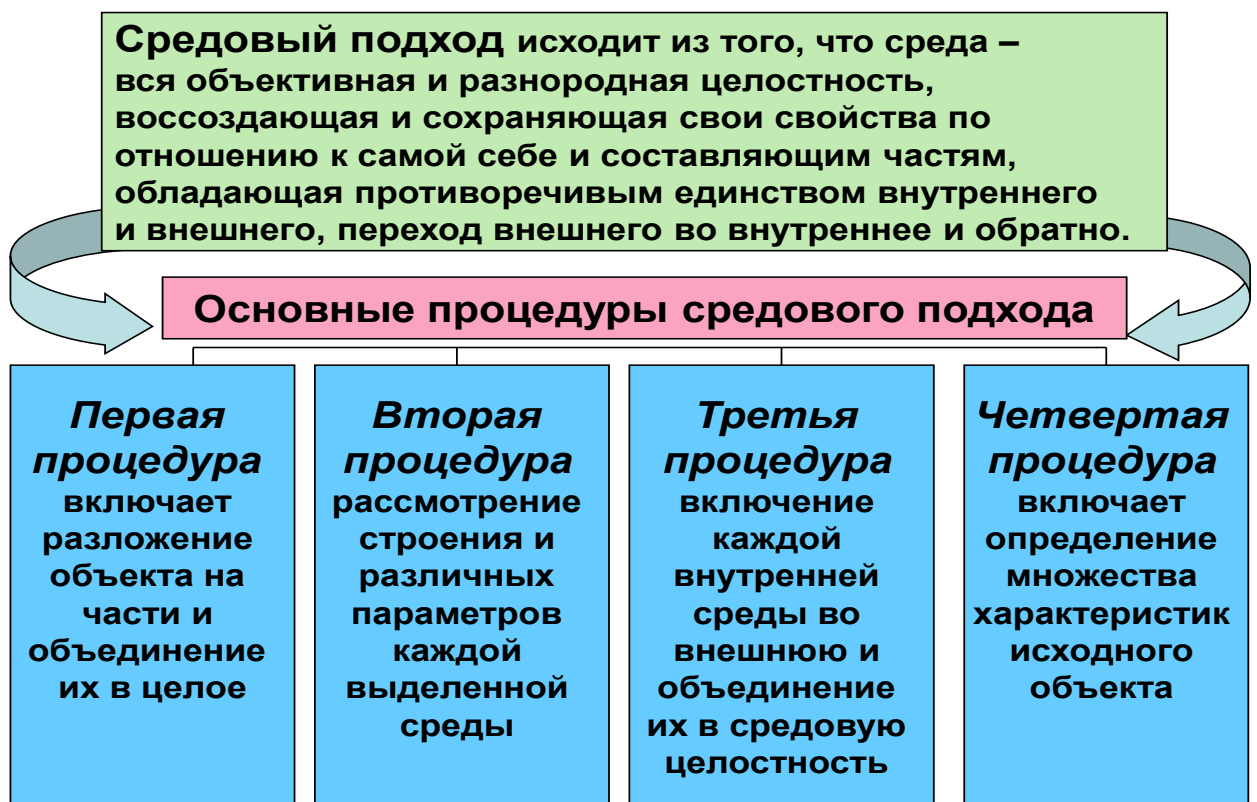 Средовый подход исходит из того, что среда –
вся объективная и разнородная целостность,
воссоздающая и сохраняющая свои свойства по
отношению к самой себе и составляющим частям,
обладающая противоречивым единством внутреннего
и внешнего, переход внешнего во внутреннее и обратно.
Основные процедуры средового подхода
Первая
процедура
включает
разложение
объекта на
части и
объединение
их в целое
Вторая
процедура
рассмотрение
строения и
различных
параметров
каждой
выделенной
среды
Третья
процедура
включение
каждой
внутренней
среды во
внешнюю и
объединение
их в средовую
целостность
Четвертая
процедура
включает
определение
множества
характеристик
исходного
объекта